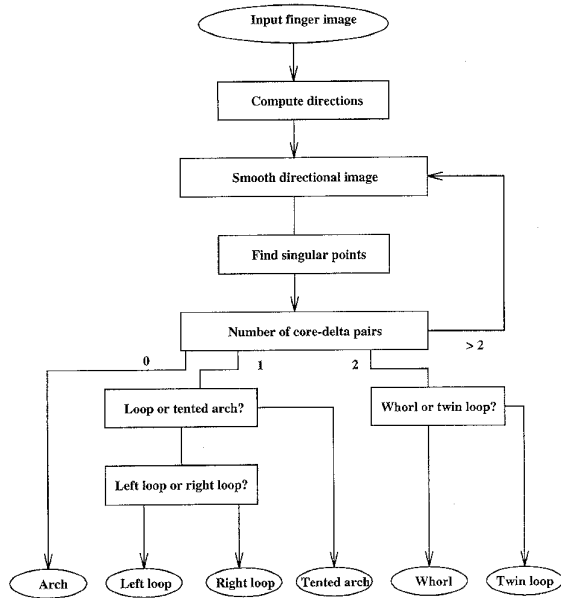 Input finger image
Compute directions
Smooth directional image
Find singular points
Number of core-delta pairs
> 2
0
1
2
Loop or tented arch?
Whorl or twin loop?
Left loop or right loop?
Arch
Left loop
Right loop
Tented arch
Whorl
Twin loop